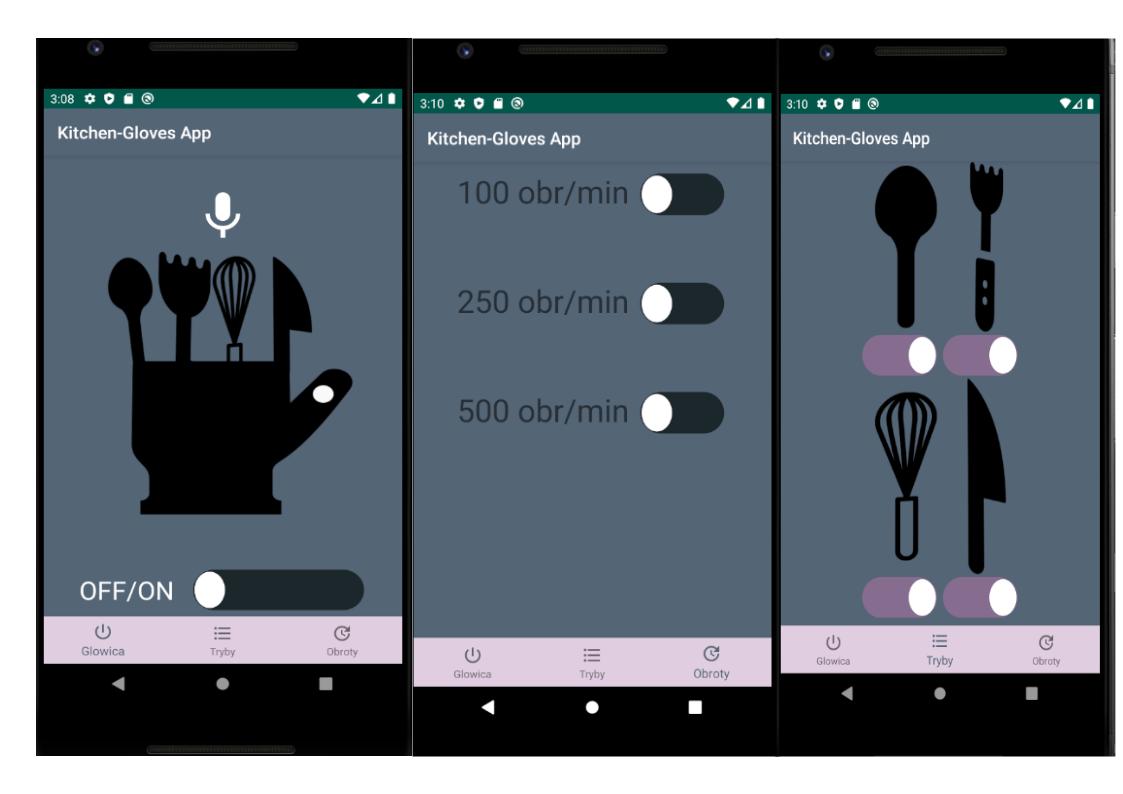 3:08
Kitchen-Gloves App
OFF/ON
Glowica Tryby Obroty
3:10
Kitchen-Gloves App
100 obr/min
250 obr/min
500 obr/min
Glowica Tryby Obroty
3:10
Kitchen-Gloves App
Glowica Tryby Obroty